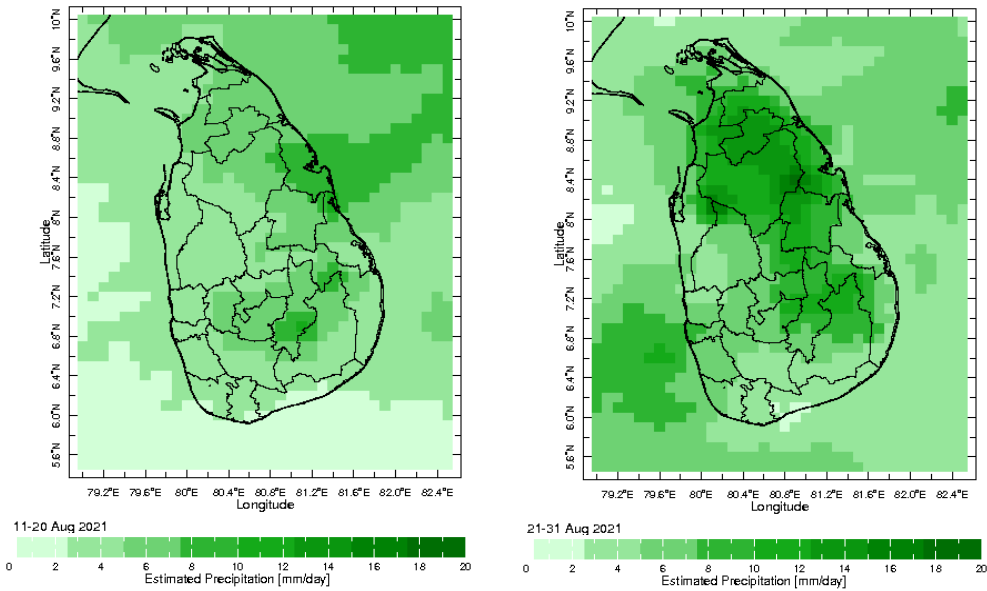 10°N
9.6°N
9.2°N
8.8°N
8.4°N
8°N
7.6°N
7.2°N
6.8°N
6.4°N
6.0°N
5.6°N
Latitude
79.2°E 79.6°E 80°E 80.4°E 80.8°E 81.2°E 81.6°E 82.0°E 82.4°E
Longitude
11-20 Aug 2021
0 2 4 6 8 10 12 14 16 18 20
Estimated Precipitation [mm/day]
10°N
9.6°N
9.2°N
8.8°N
8.4°N
8°N
7.6°N
7.2°N
6.8°N
6.4°N
6.0°N
5.6°N
Latitude
79.2°E 79.6°E 80°E 80.4°E 80.8°E 81.2°E 81.6°E 82.0°E 82.4°E
Longitude
21-31 Aug 2021
0 2 4 6 8 10 12 14 16 18 20
Estimated Precipitation [mm/day]